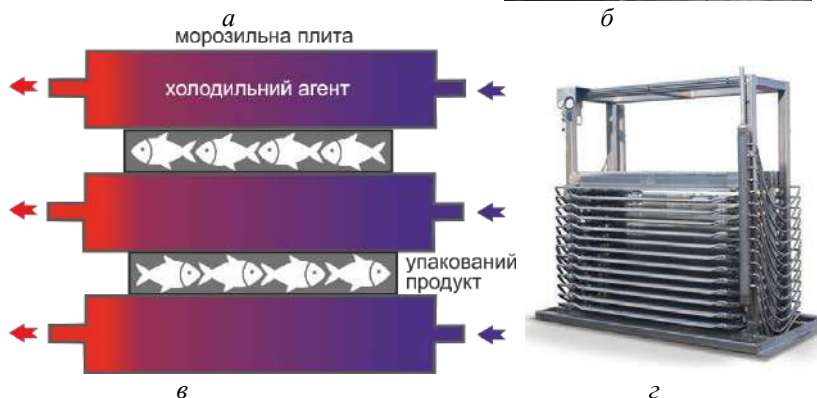 а
б
морозильна плита
холодильний агент
упакований
продукт
в
г